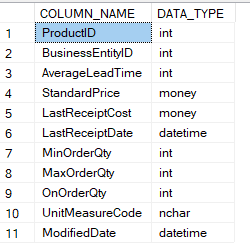 COLUMN_NAME DATA_TYPE
1 ProductID int
2 BusinessEntityID int
3 AverageLeadTime int
4 StandardPrice money
5 LastReceiptCost money
6 LastReceiptDate datetime
7 MinOrderQty int
8 MaxOrderQty int
9 OnOrderQty int
10 UnitMeasureCode nchar
11 ModifiedDate datetime